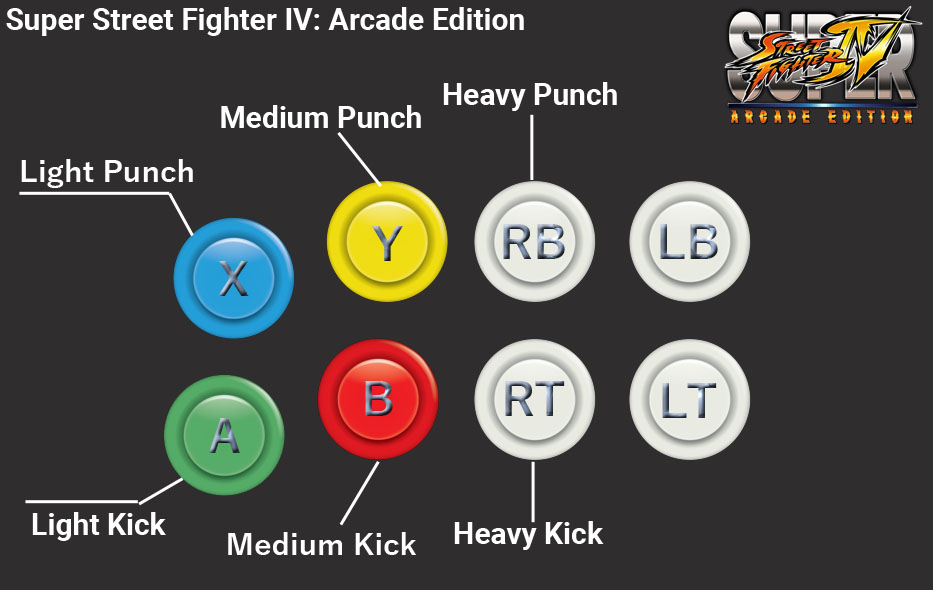 Super Street Fighter IV: Arcade Edition
SUPER
STREET FIGHTER IV
ARCADE EDITION
Heavy Punch
Medium Punch
Light Punch
X
Y
RB
LB
A
B
RT
LT
Light Kick
Medium Kick
Heavy Kick